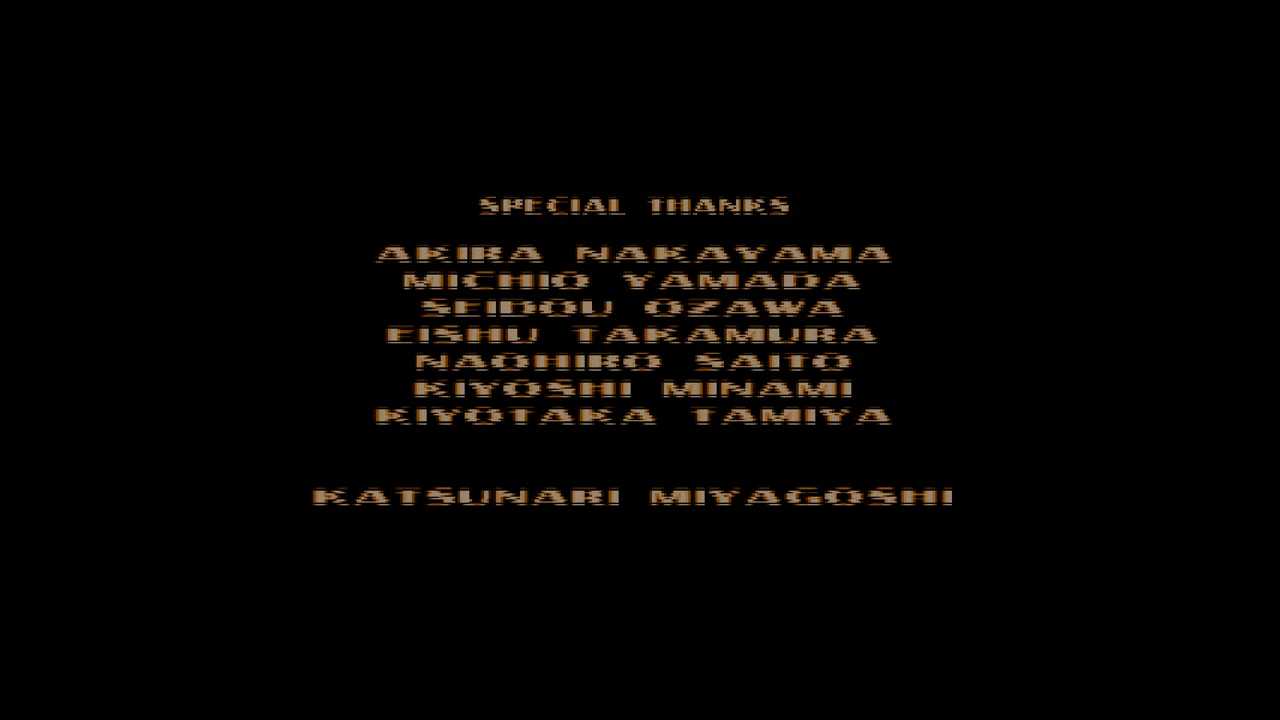 SPECIAL THANKS
AKIRA NAKAYAMA
MICHIO YAMADA
SEIDOU OZAWA
EISHU TAKAMURA
NAOHIRO SAITO
KIYOSHI MINAMI
KIYOTAKA TAMIYA
KATSUNARI MIYAGOSHI